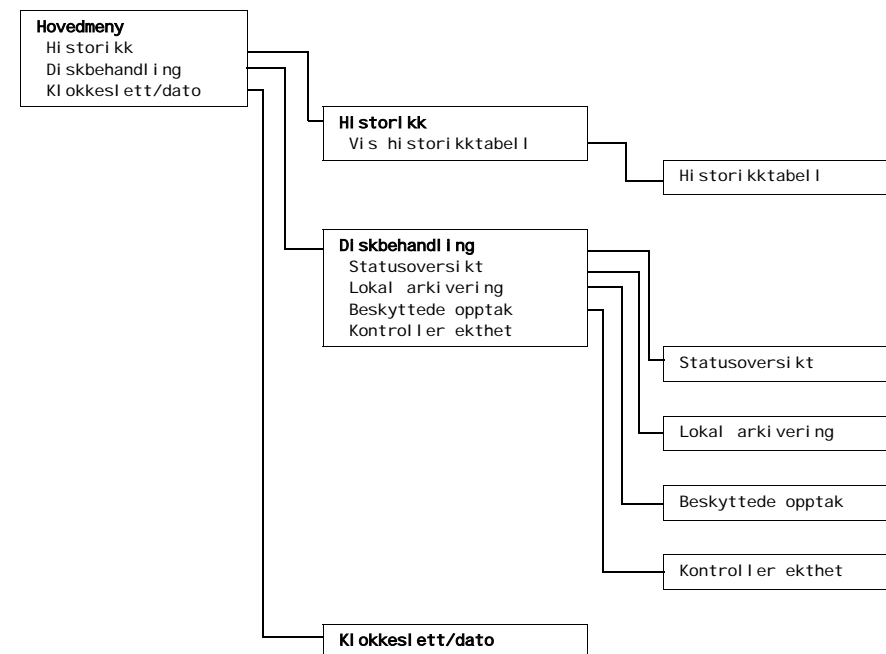 Hovedmeny
Historikk
Diskbehandling
Klokkeslett/dato
Historikk
Vis historikktabell
Historikktabell
Diskbehandling
Statusoversikt
Lokal arkivering
Beskyttede opptak
Kontroller ekthet
Statusoversikt
Lokal arkivering
Beskyttede opptak
Kontroller ekthet
Klokkeslett/dato